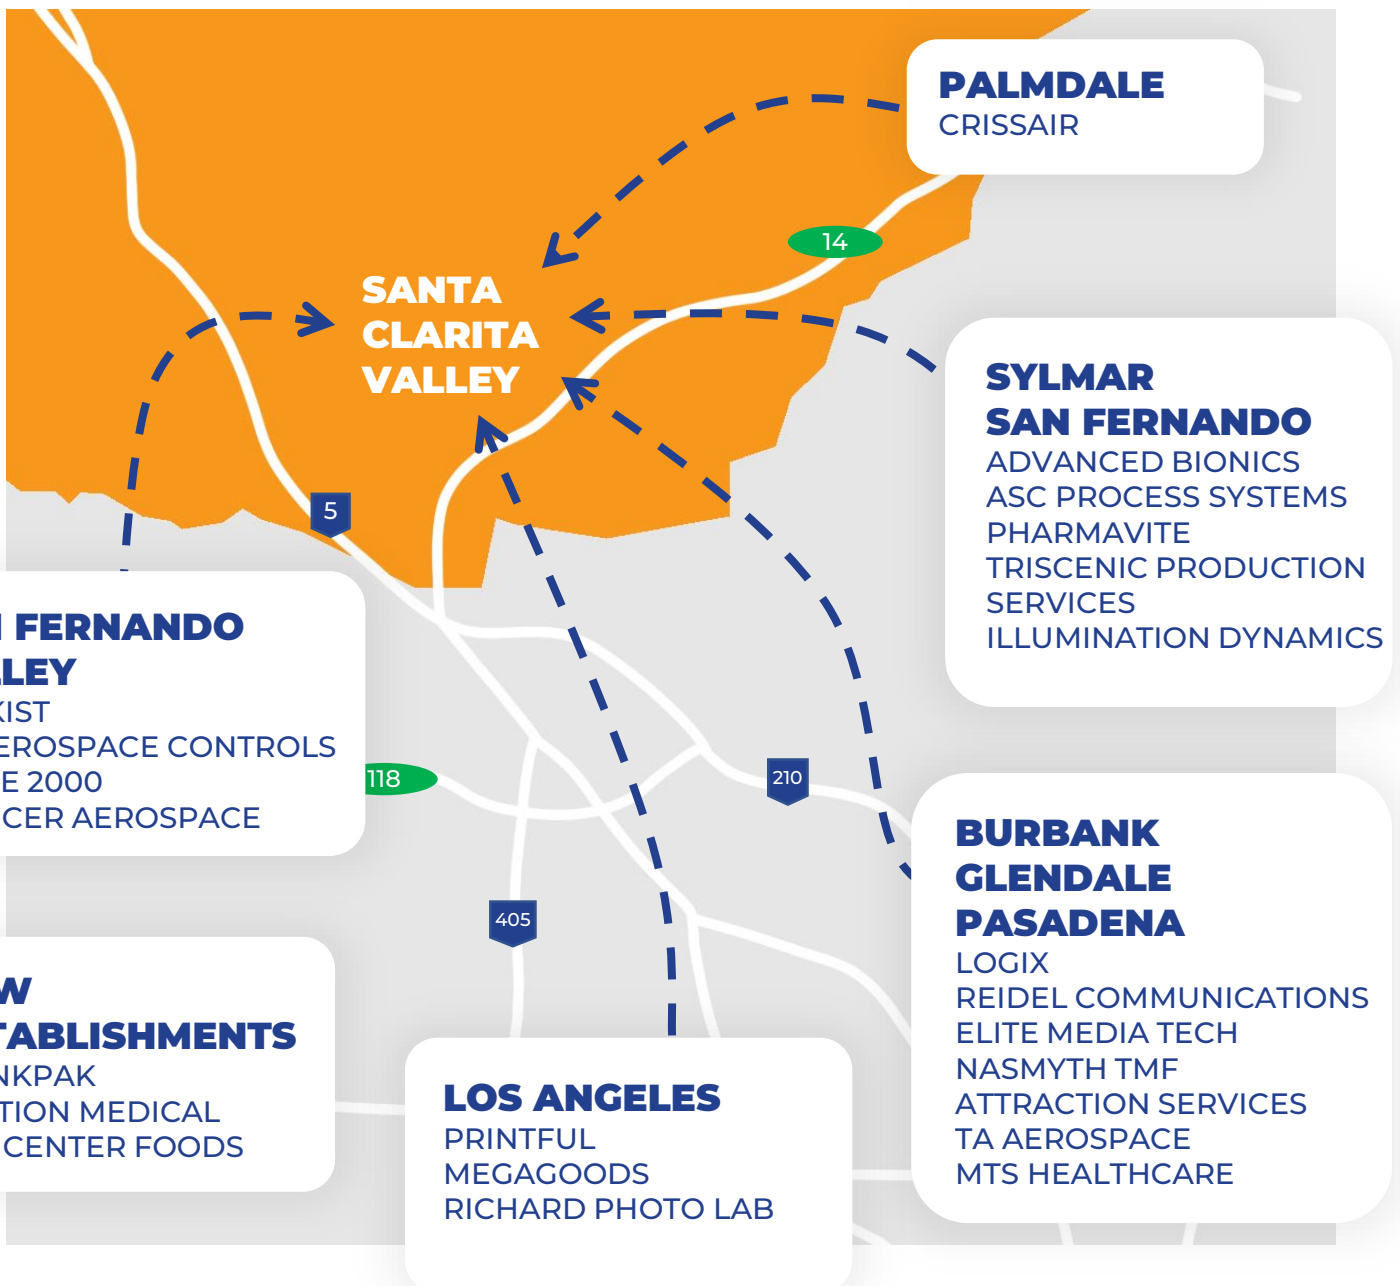 PALMDALE
CRISSAIR
14
SANTA
CLARITA
VALLEY
SYLMAR
SAN FERNANDO
ADVANCED BIONICS
ASC PROCESS SYSTEMS
PHARMAVITE
TRISCENIC PRODUCTION
SERVICES
ILLUMINATION DYNAMICS
5
FERNANDO
LLEY
KIST
EROSPACE CONTROLS
E 2000
CER AEROSPACE
118
210
BURBANK
GLENDALE
PASADENA
LOGIX
REIDEL COMMUNICATIONS
ELITE MEDIA TECH
NASMYTH TMF
ATTRACTION SERVICES
TA AEROSPACE
MTS HEALTHCARE
405
W
TABLISHMENTS
NKPAK
TION MEDICAL
CENTER FOODS
LOS ANGELES
PRINTFUL
MEGAGOODS
RICHARD PHOTO LAB